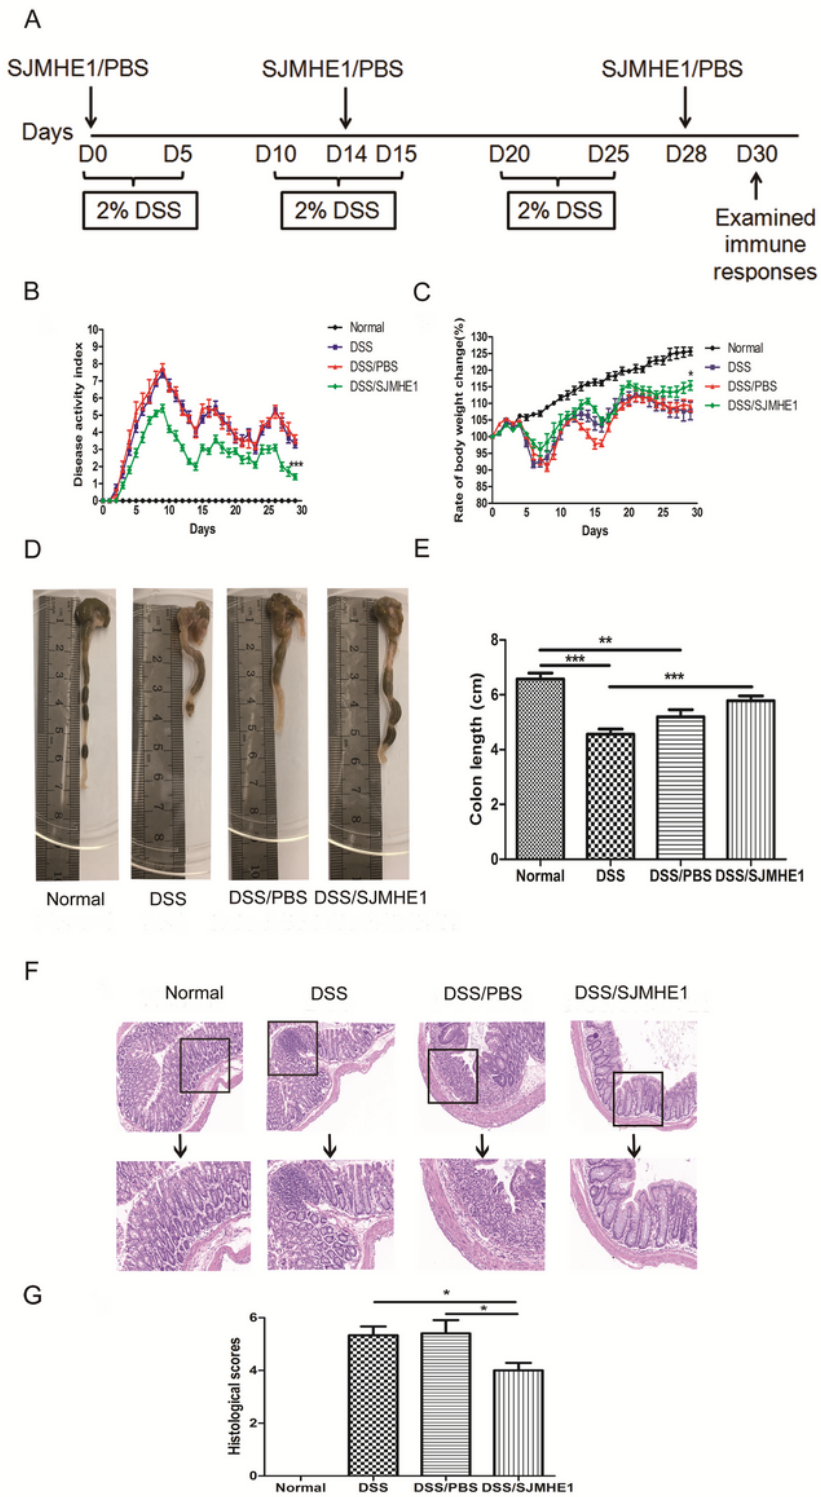 A
SJMHE1/PBS SJMHE1/PBS SJMHE1/PBS
Days
D0 D5 D10 D14 D15 D20 D25 D28 D30
2% DSS 2% DSS 2% DSS
Examined
immune
responses
B
Disease activity index
10
9
8
7
6
5
4
3
2
1
0
0 5 10 15 20 25 30
Days
Normal
DSS
DSS/PBS
DSS/SJMHE1
***
C
Rate of body weight change(%)
130
125
120
115
110
105
100
95
90
85
80
0 5 10 15 20 25 30
Days
Normal
DSS
DSS/PBS
DSS/SJMHE1
*
D
Normal DSS DSS/PBS DSS/SJMHE1
E
Colon length (cm)
8
6
4
2
0
**
***
***
Normal DSS DSS/PBS DSS/SJMHE1
F
Normal DSS DSS/PBS DSS/SJMHE1
G
Histological scores
6
4
2
0
*
*
Normal DSS DSS/PBS DSS/SJMHE1